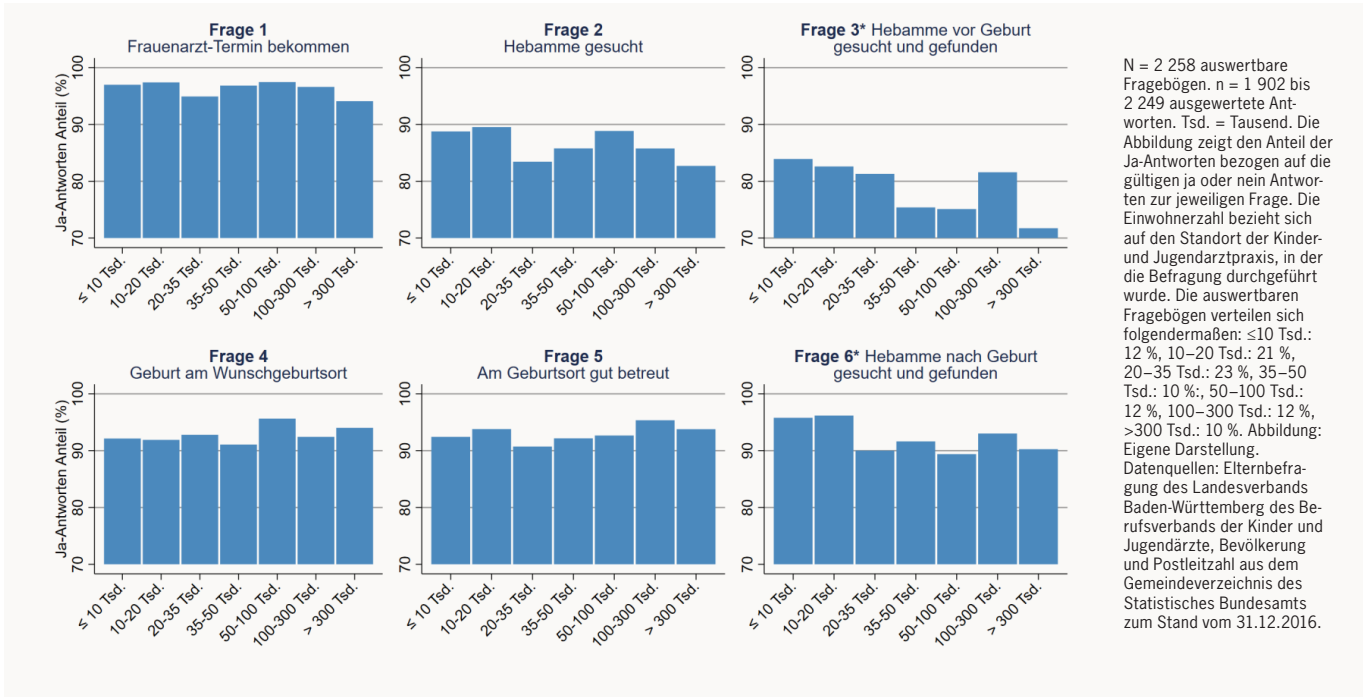 Frage 1
Frauenarzt-Termin bekommen
Ja-Antworten Anteil (%)
100
90
80
70
≤ 10 Tsd.
10-20 Tsd.
20-35 Tsd.
35-50 Tsd.
50-100 Tsd.
100-300 Tsd.
> 300 Tsd.
Frage 2
Hebamme gesucht
100
90
80
70
≤ 10 Tsd.
10-20 Tsd.
20-35 Tsd.
35-50 Tsd.
50-100 Tsd.
100-300 Tsd.
> 300 Tsd.
Frage 3* Hebamme vor Geburt
gesucht und gefunden
100
90
80
70
≤ 10 Tsd.
10-20 Tsd.
20-35 Tsd.
35-50 Tsd.
50-100 Tsd.
100-300 Tsd.
> 300 Tsd.
Frage 4
Geburt am Wunschgeburtsort
Ja-Antworten Anteil (%)
100
90
80
70
≤ 10 Tsd.
10-20 Tsd.
20-35 Tsd.
35-50 Tsd.
50-100 Tsd.
100-300 Tsd.
> 300 Tsd.
Frage 5
Am Geburtsort gut betreut
100
90
80
70
≤ 10 Tsd.
10-20 Tsd.
20-35 Tsd.
35-50 Tsd.
50-100 Tsd.
100-300 Tsd.
> 300 Tsd.
Frage 6* Hebamme nach Geburt
gesucht und gefunden
100
90
80
70
≤ 10 Tsd.
10-20 Tsd.
20-35 Tsd.
35-50 Tsd.
50-100 Tsd.
100-300 Tsd.
> 300 Tsd.
N = 2 258 auswertbare
Fragebögen. n = 1 902 bis
2 249 ausgewertete Ant-
worten. Tsd. = Tausend. Die
Abbildung zeigt den Anteil der
Ja-Antworten bezogen auf die
gültigen ja oder nein Antwor-
ten zur jeweiligen Frage. Die
Einwohnerzahl bezieht sich
auf den Standort der Kinder-
und Jugendarztpraxis, in der
die Befragung durchgeführt
wurde. Die auswertbaren
Fragebögen verteilen sich
folgendermaßen: ≤10 Tsd.:
12 %, 10–20 Tsd.: 21 %,
20–35 Tsd.: 23 %, 35–50
Tsd.: 10 %:, 50–100 Tsd.:
12 %, 100–300 Tsd.: 12 %,
>300 Tsd.: 10 %. Abbildung:
Eigene Darstellung.
Datenquellen: Elternbefra-
gung des Landesverbands
Baden-Württemberg des Be-
rufsverbands der Kinder und
Jugendärzte, Bevölkerung
und Postleitzahl aus dem
Gemeindeverzeichnis des
Statistisches Bundesamts
zum Stand vom 31.12.2016.